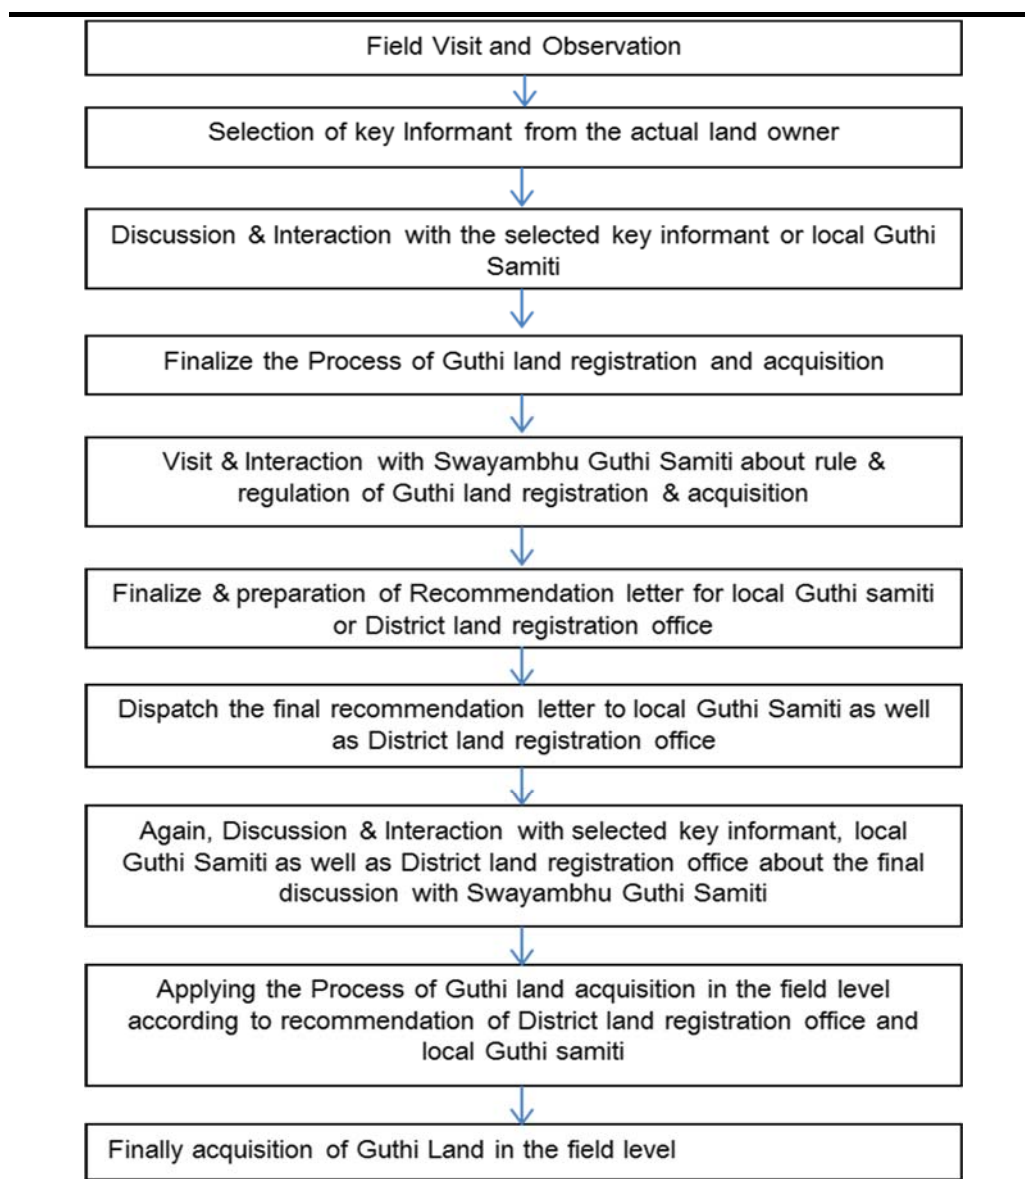 Field Visit and Observation
Selection of key Informant from the actual land owner
Discussion & Interaction with the selected key informant or local Guthi
Samiti
Finalize the Process of Guthi land registration and acquisition
Visit & Interaction with Swayambhu Guthi Samiti about rule &
regulation of Guthi land registration & acquisition
Finalize & preparation of Recommendation letter for local Guthi samiti
or District land registration office
Dispatch the final recommendation letter to local Guthi Samiti as well
as District land registration office
Again, Discussion & Interaction with selected key informant, local
Guthi Samiti as well as District land registration office about the final
discussion with Swayambhu Guthi Samiti
Applying the Process of Guthi land acquisition in the field level
according to recommendation of District land registration office and
local Guthi samiti
Finally acquisition of Guthi Land in the field level